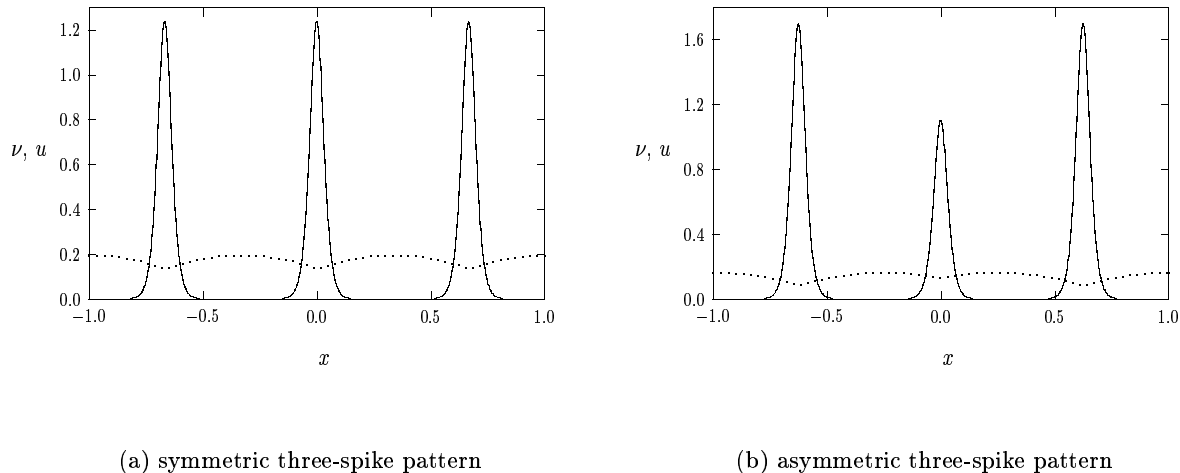 1.2
1.0
0.8
ν, u
0.6
0.4
0.2
0.0
−1.0 −0.5 0.0 0.5 1.0
x
(a) symmetric three-spike pattern
1.6
1.2
ν, u
0.8
0.4
0.0
−1.0 −0.5 0.0 0.5 1.0
x
(b) asymmetric three-spike pattern